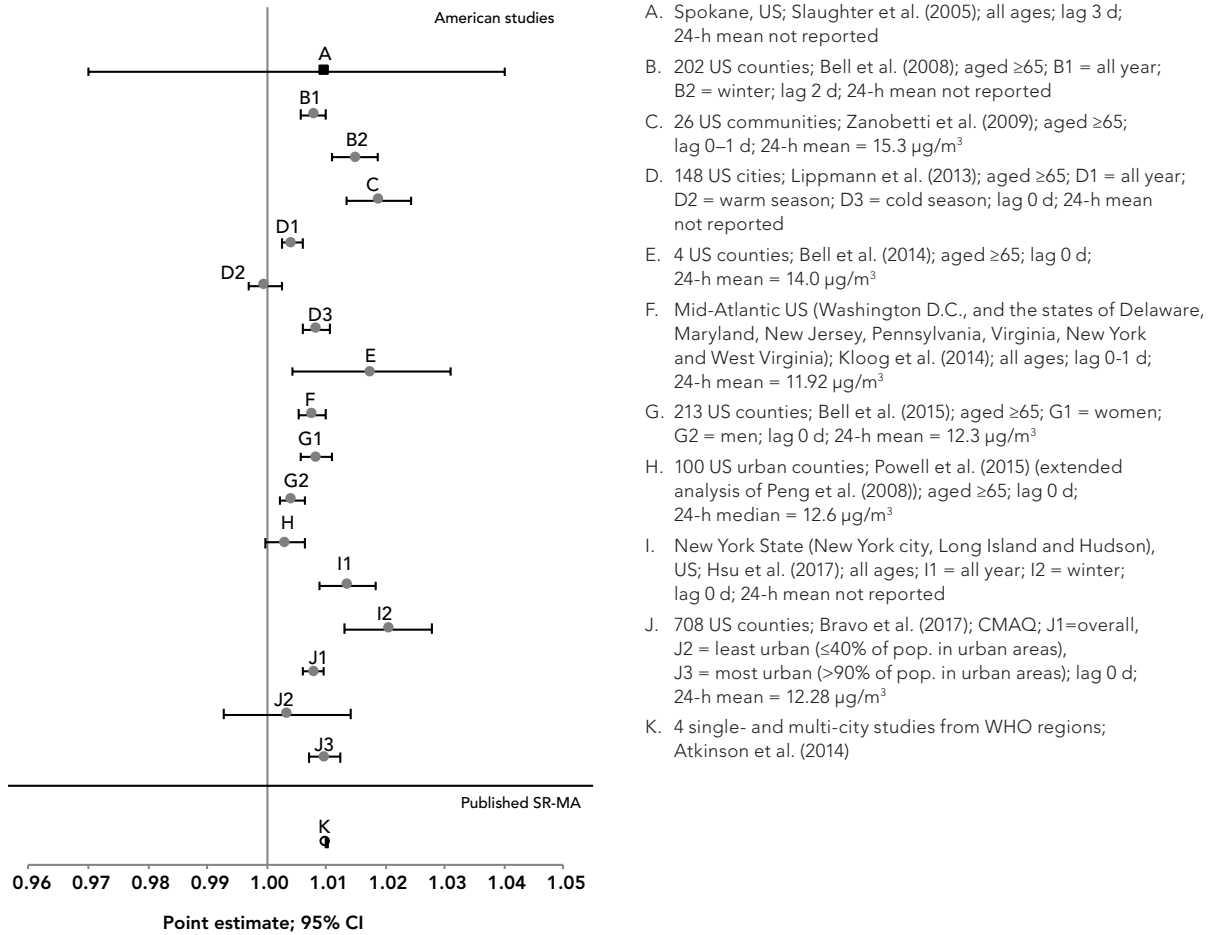 American studies
A
B1
B2
C
D1
D2
D3
E
F
G1
G2
H
I1
I2
J1
J2
J3
Published SR-MA
K
0.96 0.97 0.98 0.99 1.00 1.01 1.02 1.03 1.04 1.05
Point estimate; 95% CI
A. Spokane, US; Slaughter et al. (2005); all ages; lag 3 d;
24-h mean not reported
B. 202 US counties; Bell et al. (2008); aged ≥65; B1 = all year;
B2 = winter; lag 2 d; 24-h mean not reported
C. 26 US communities; Zanobetti et al. (2009); aged ≥65;
lag 0–1 d; 24-h mean = 15.3 µg/m³
D. 148 US cities; Lippmann et al. (2013); aged ≥65; D1 = all year;
D2 = warm season; D3 = cold season; lag 0 d; 24-h mean
not reported
E. 4 US counties; Bell et al. (2014); aged ≥65; lag 0 d;
24-h mean = 14.0 µg/m³
F. Mid-Atlantic US (Washington D.C., and the states of Delaware,
Maryland, New Jersey, Pennsylvania, Virginia, New York
and West Virginia); Kloog et al. (2014); all ages; lag 0-1 d;
24-h mean = 11.92 µg/m³
G. 213 US counties; Bell et al. (2015); aged ≥65; G1 = women;
G2 = men; lag 0 d; 24-h mean = 12.3 µg/m³
H. 100 US urban counties; Powell et al. (2015) (extended
analysis of Peng et al. (2008)); aged ≥65; lag 0 d;
24-h median = 12.6 µg/m³
I. New York State (New York city, Long Island and Hudson),
US; Hsu et al. (2017); all ages; I1 = all year; I2 = winter;
lag 0 d; 24-h mean not reported
J. 708 US counties; Bravo et al. (2017); CMAQ; J1=overall,
J2 = least urban (≤40% of pop. in urban areas),
J3 = most urban (>90% of pop. in urban areas); lag 0 d;
24-h mean = 12.28 µg/m³
K. 4 single- and multi-city studies from WHO regions;
Atkinson et al. (2014)